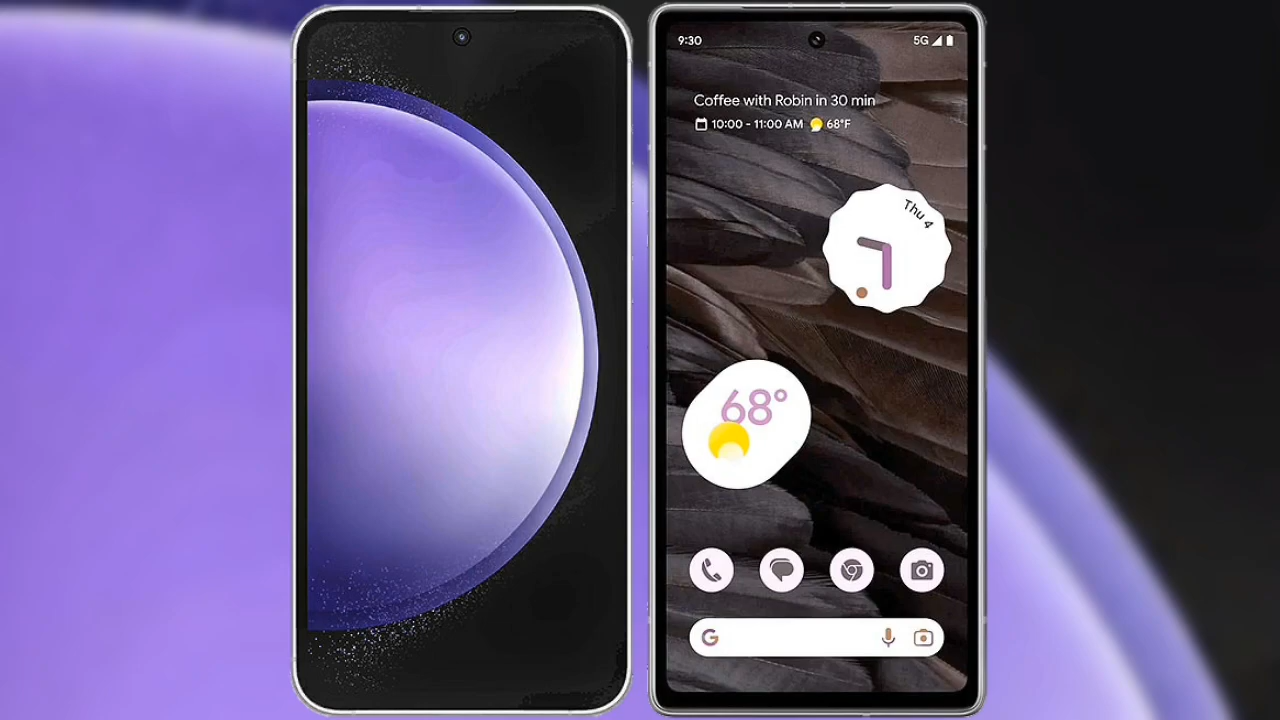 9:30
5G
Coffee with Robin in 30 min
10:00 - 11:00 AM 68°F
Thu 4
68°
G